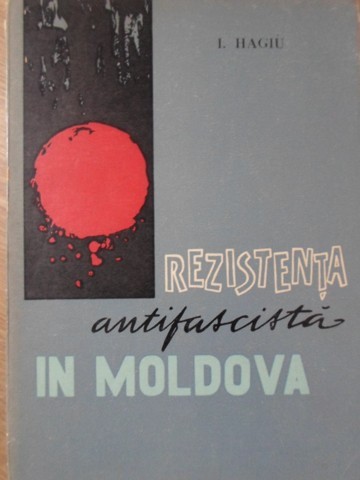 I. HAGIU
REZISTENȚA
antifascistă
IN MOLDOVA